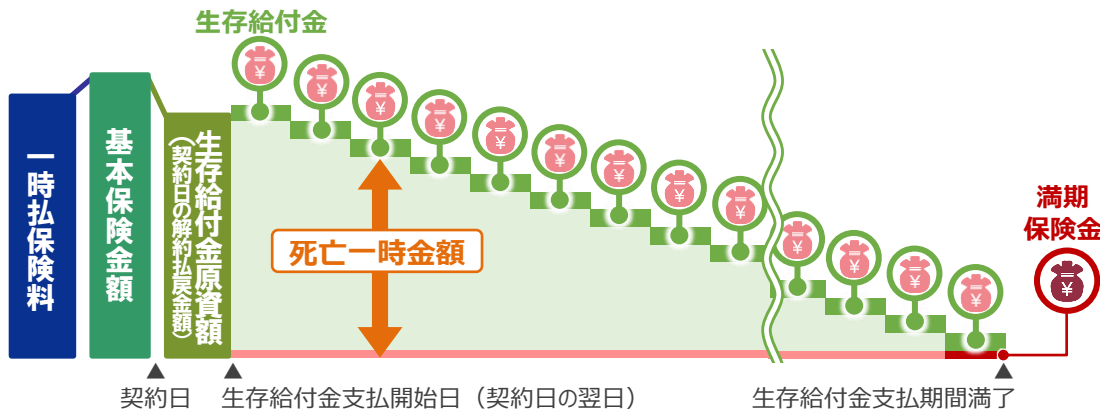 生存給付金
一時払保険料
基本保険金額
生存給付金原資額
（契約日の解約払戻金額）
死亡一時金額
満期
保険金
契約日
生存給付金支払開始日（契約日の翌日）
生存給付金支払期間満了